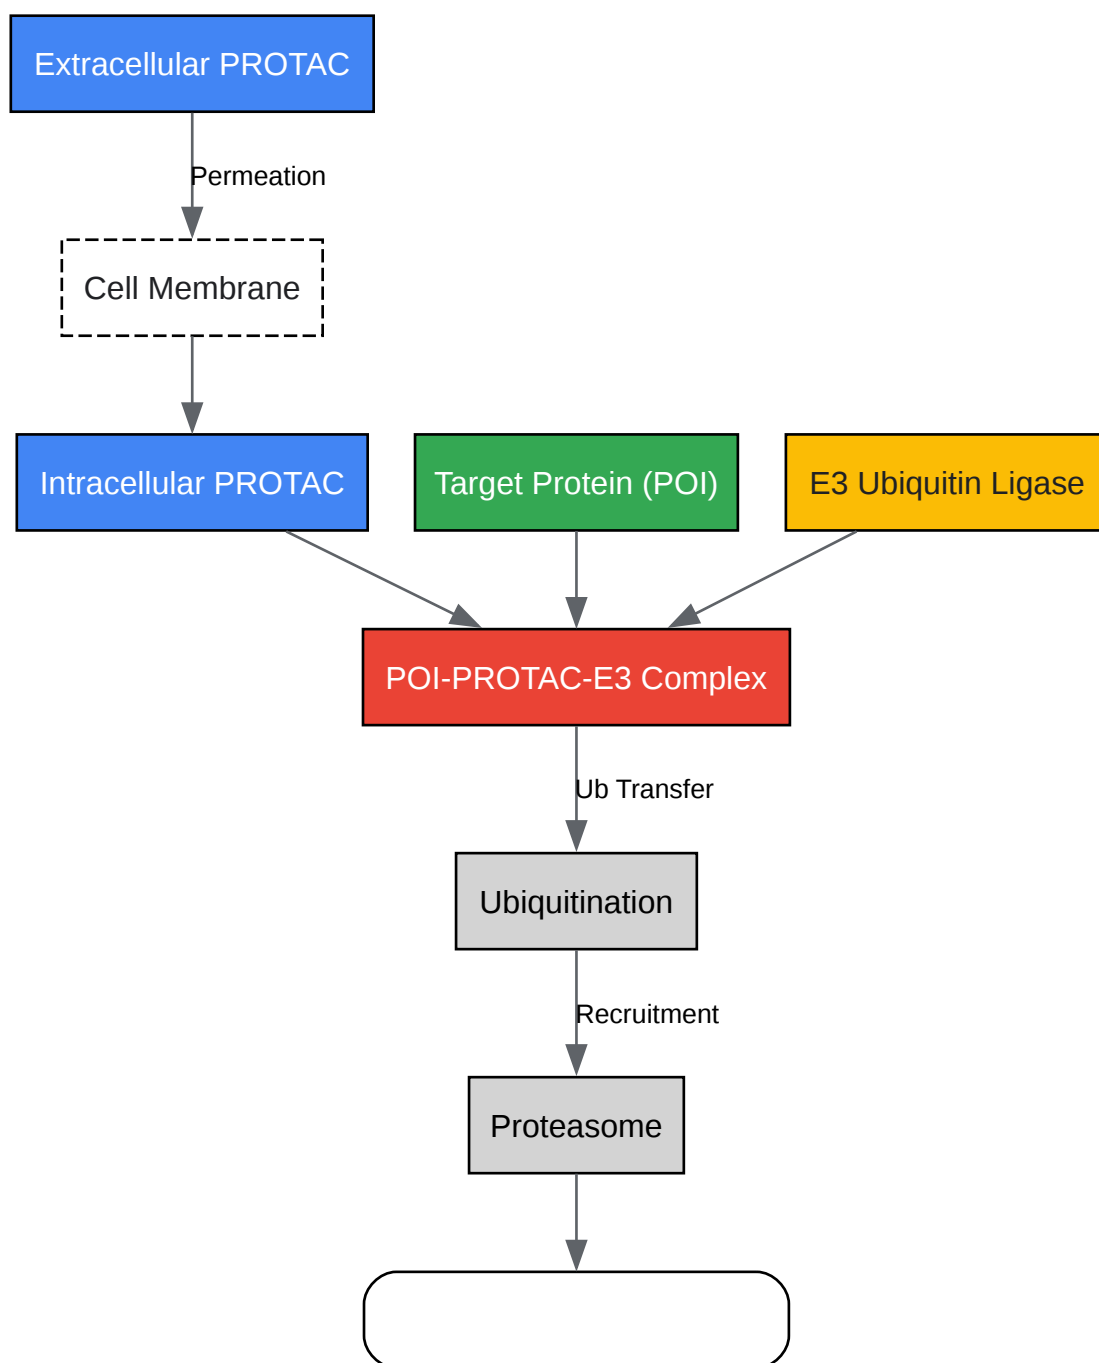 Extracellular PROTAC
Permeation
Cell Membrane
Intracellular PROTAC
Target Protein (POI)
E3 Ubiquitin Ligase
POI-PROTAC-E3 Complex
Ub Transfer
Ubiquitination
Recruitment
Proteasome